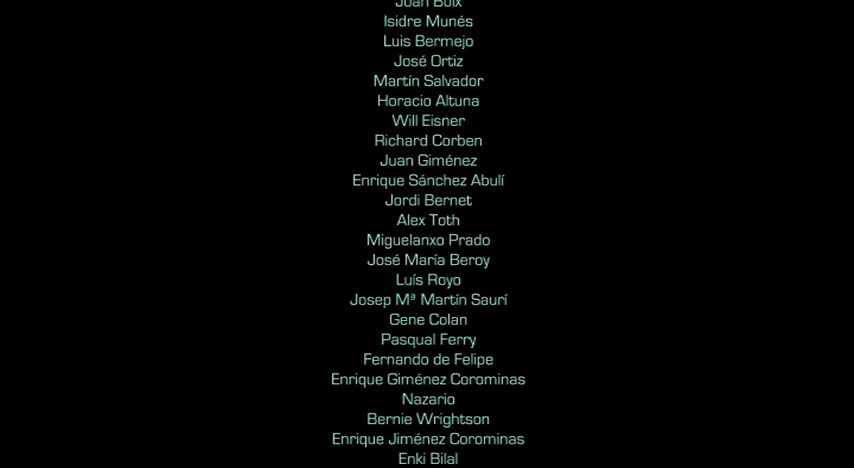 Joan Boix
Isidre Munés
Luis Bermejo
José Ortiz
Martín Salvador
Horacio Altuna
Will Eisner
Richard Corben
Juan Giménez
Enrique Sánchez Abulí
Jordi Bernet
Alex Toth
Miguelanxo Prado
José María Beroy
Luís Royo
Josep Mª Martín Saurí
Gene Colan
Pasqual Ferry
Fernando de Felipe
Enrique Giménez Corominas
Nazario
Bernie Wrightson
Enrique Jiménez Corominas
Enki Bilal